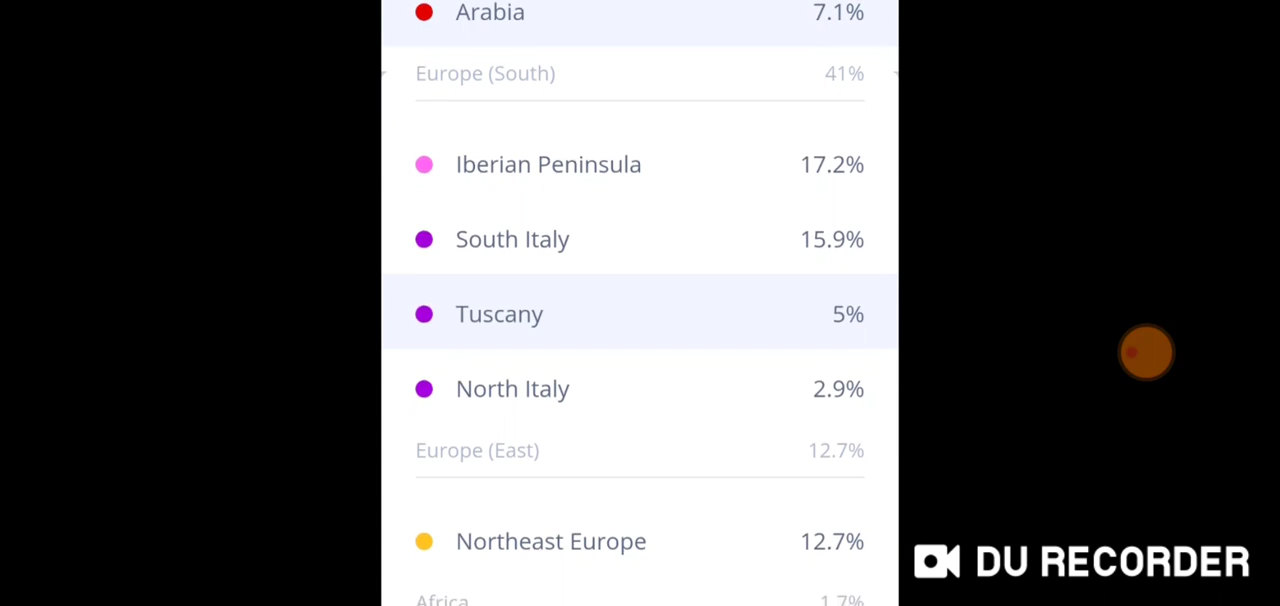 Arabia 7.1%
Europe (South) 41%
Iberian Peninsula 17.2%
South Italy 15.9%
Tuscany 5%
North Italy 2.9%
Europe (East) 12.7%
Northeast Europe 12.7%
Africa 1.7%
DU RECORDER